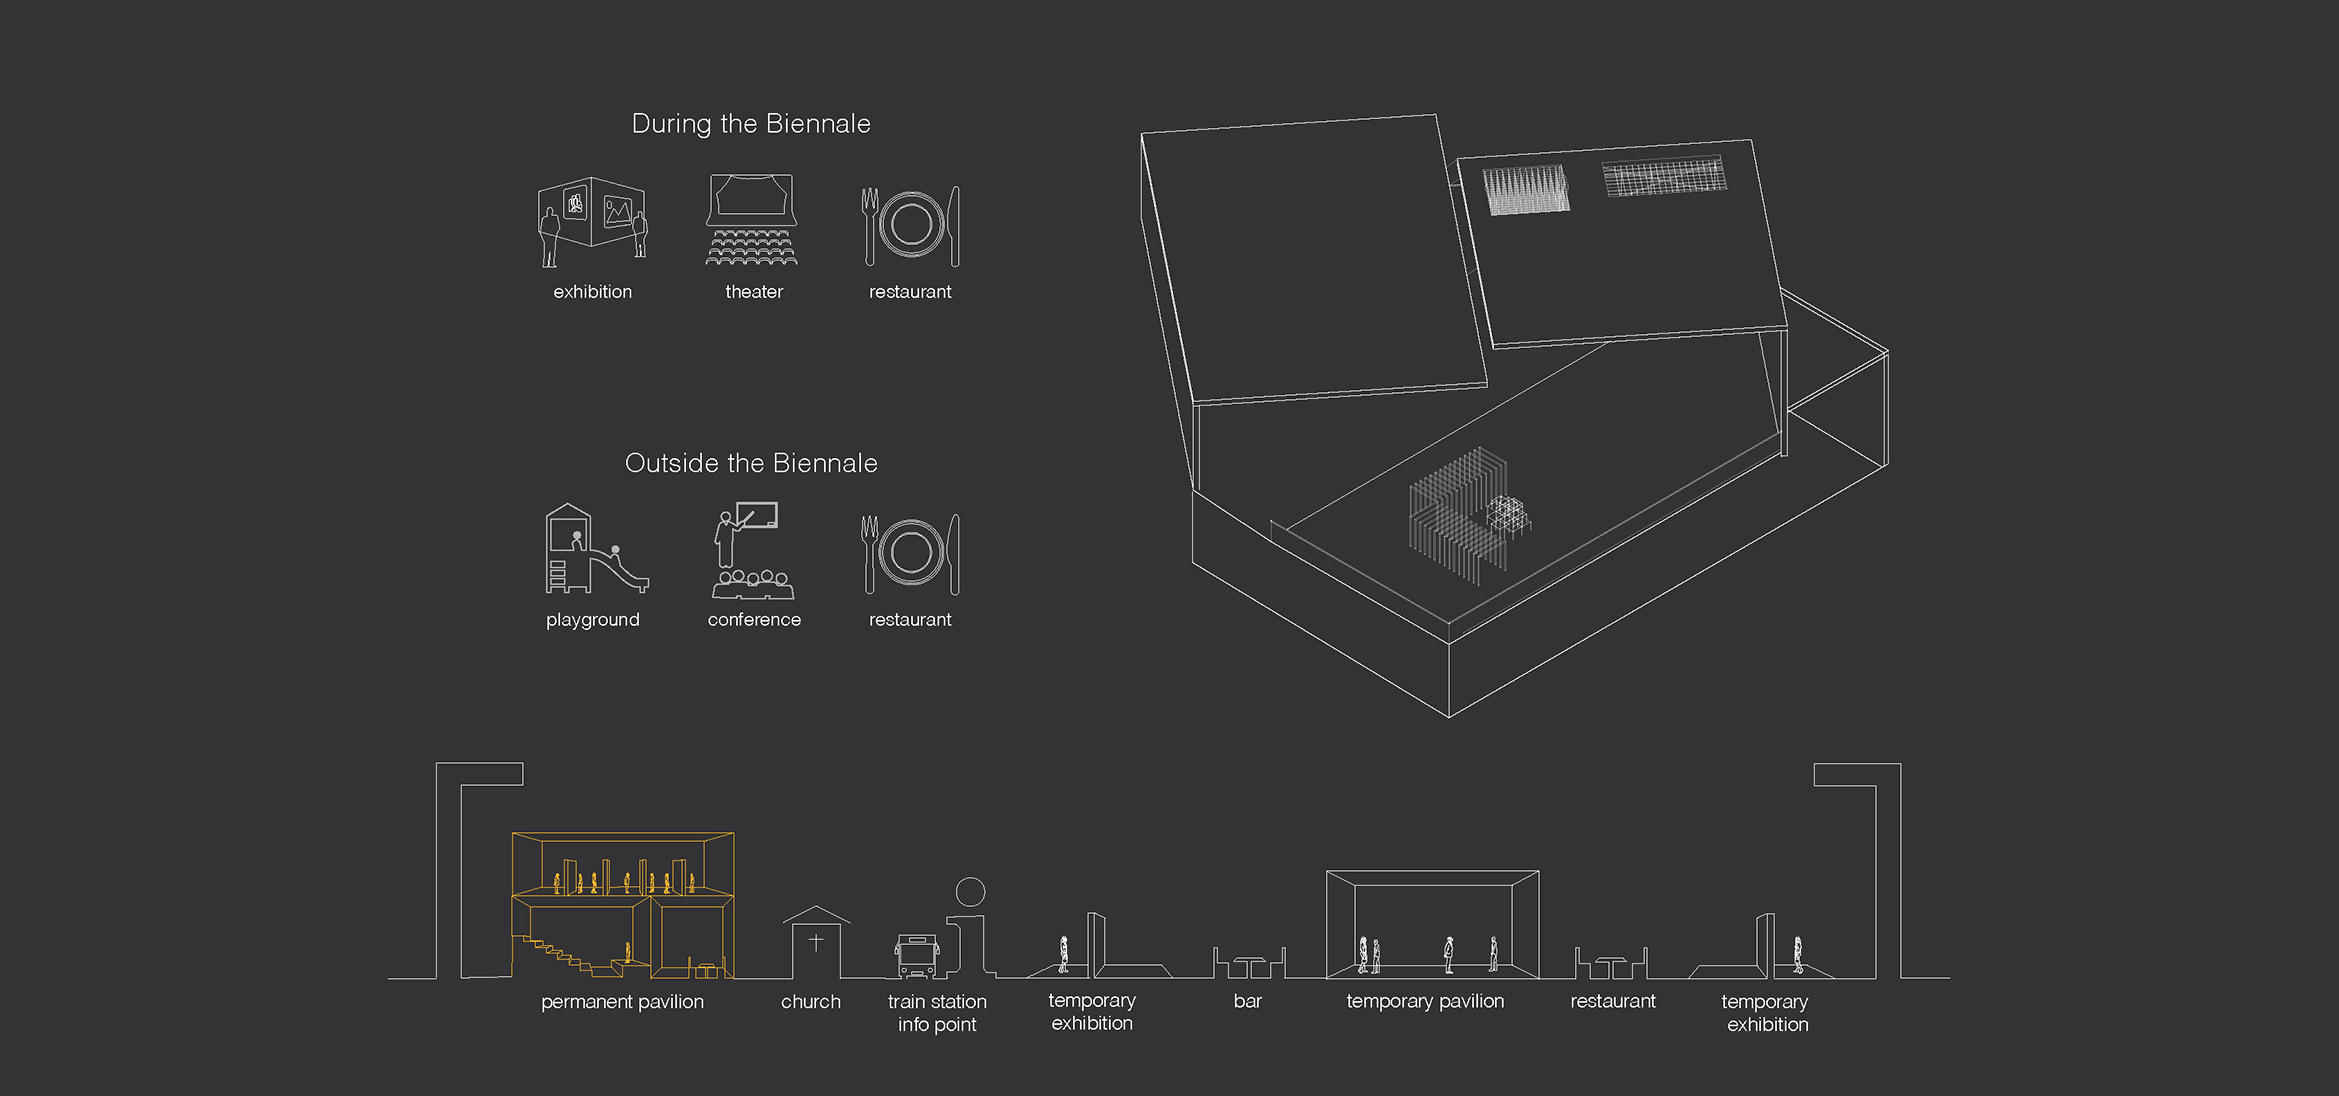 During the Biennale
exhibition
theater
restaurant
Outside the Biennale
playground
conference
restaurant
permanent pavilion
church
train station
info point
temporary
exhibition
bar
temporary pavilion
restaurant
temporary
exhibition